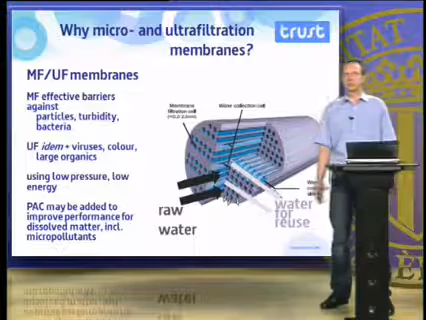 Why micro- and ultrafiltration
membranes?
trust
MF/UF membranes
MF effective barriers
against
particles, turbidity,
bacteria
UF idem + viruses, colour,
large organics
using low pressure, low
energy
PAC may be added to
improve performance for
dissolved matter, incl.
micropollutants
Membrane
filtration
Water collection
raw
water
water
for
reuse